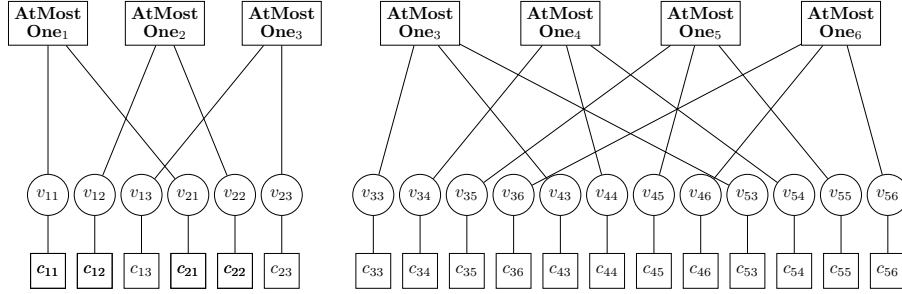 AtMost AtMost AtMost AtMost AtMost AtMost AtMost
One₁ One₂ One₃ One₃ One₄ One₅ One₆
v₁₁ v₁₂ v₁₃ v₂₁ v₂₂ v₂₃ v₃₃ v₃₄ v₃₅ v₃₆ v₄₃ v₄₄ v₄₅ v₄₆ v₅₃ v₅₄ v₅₅ v₅₆
c₁₁ c₁₂ c₁₃ c₂₁ c₂₂ c₂₃ c₃₃ c₃₄ c₃₅ c₃₆ c₄₃ c₄₄ c₄₅ c₄₆ c₅₃ c₅₄ c₅₅ c₅₆